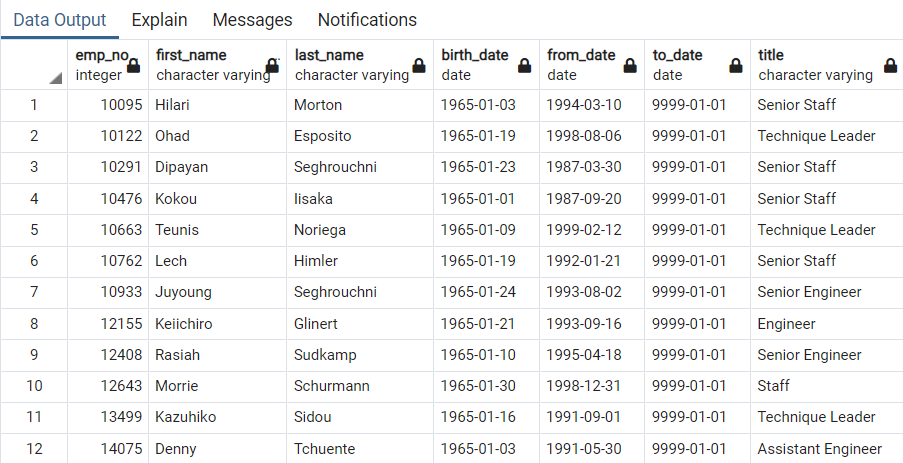 Data Output Explain Messages Notifications
emp_no first_name last_name birth_date from_date to_date title
integer character varying character varying date date date character varying
1 10095 Hilari Morton 1965-01-03 1994-03-10 9999-01-01 Senior Staff
2 10122 Ohad Esposito 1965-01-19 1998-08-06 9999-01-01 Technique Leader
3 10291 Dipayan Seghrouchni 1965-01-23 1987-03-30 9999-01-01 Senior Staff
4 10476 Kokou Iisaka 1965-01-01 1987-09-20 9999-01-01 Senior Staff
5 10663 Teunis Noriega 1965-01-09 1999-02-12 9999-01-01 Technique Leader
6 10762 Lech Himler 1965-01-19 1992-01-21 9999-01-01 Senior Staff
7 10933 Juyoung Seghrouchni 1965-01-24 1993-08-02 9999-01-01 Senior Engineer
8 12155 Keiichiro Glinert 1965-01-21 1993-09-16 9999-01-01 Engineer
9 12408 Rasiah Sudkamp 1965-01-10 1995-04-18 9999-01-01 Senior Engineer
10 12643 Morrie Schurmann 1965-01-30 1998-12-31 9999-01-01 Staff
11 13499 Kazuhiko Sidou 1965-01-16 1991-09-01 9999-01-01 Technique Leader
12 14075 Denny Tchuente 1965-01-03 1991-05-30 9999-01-01 Assistant Engineer